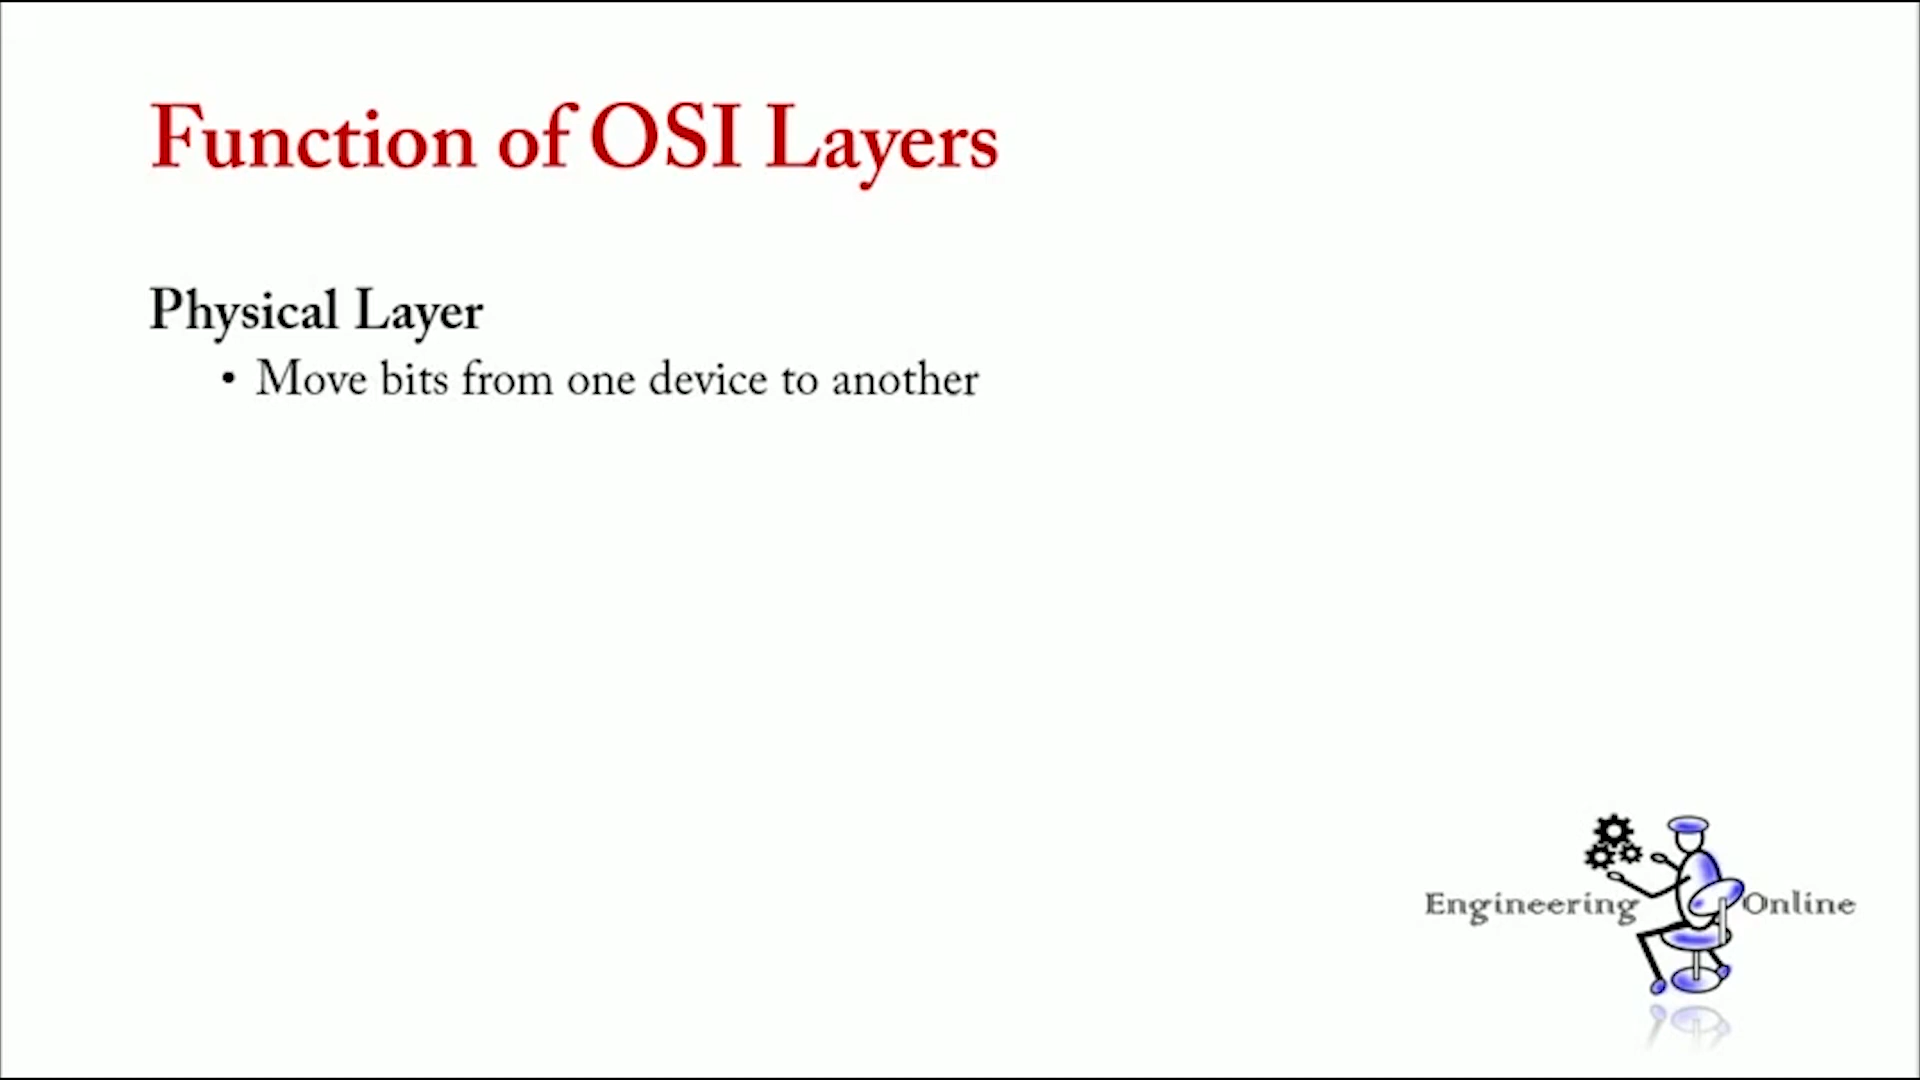 Function of OSI Layers
Physical Layer
• Move bits from one device to another
Engineering Online